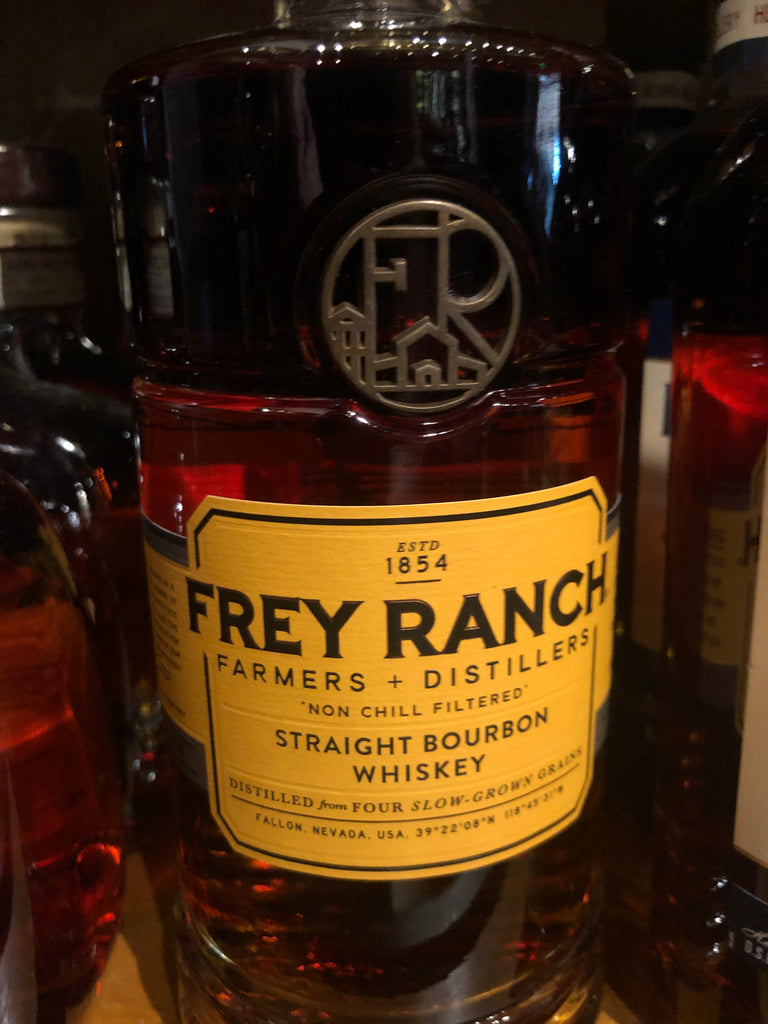 FR
ESTD
1854
FREY RANCH
FARMERS + DISTILLERS
"NON CHILL FILTERED"
STRAIGHT BOURBON
WHISKEY
DISTILLED from FOUR SLOW-GROWN GRAINS
FALLON, NEVADA, USA, 39°22'08"N 118°45'31"W